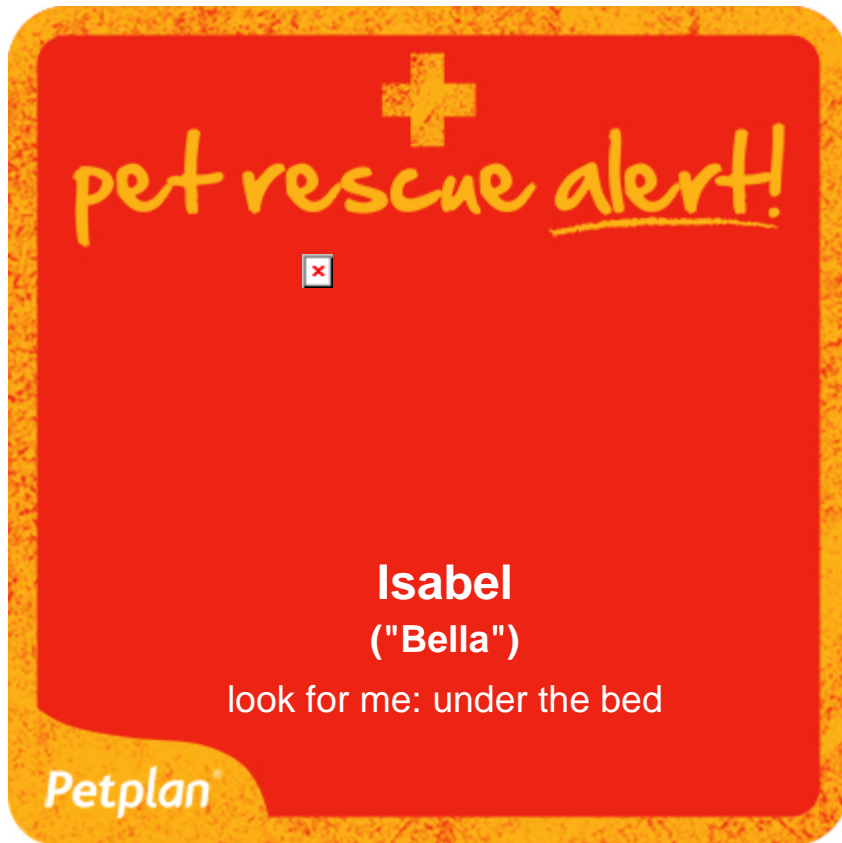 pet rescue alert!
Isabel
("Bella")
look for me: under the bed
Petplan®